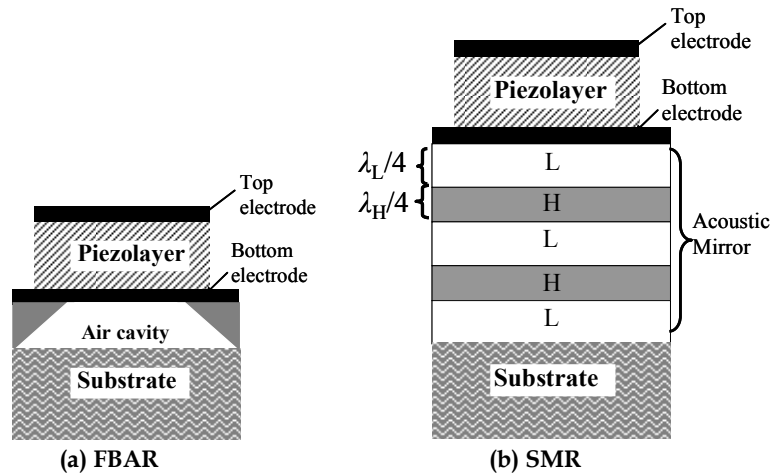 Top
electrode
Piezolayer
Bottom
electrode
Air cavity
Substrate
(a) FBAR
Top
electrode
Piezolayer
Bottom
electrode
λL/4
λH/4
L
H
L
H
L
Acoustic
Mirror
Substrate
(b) SMR